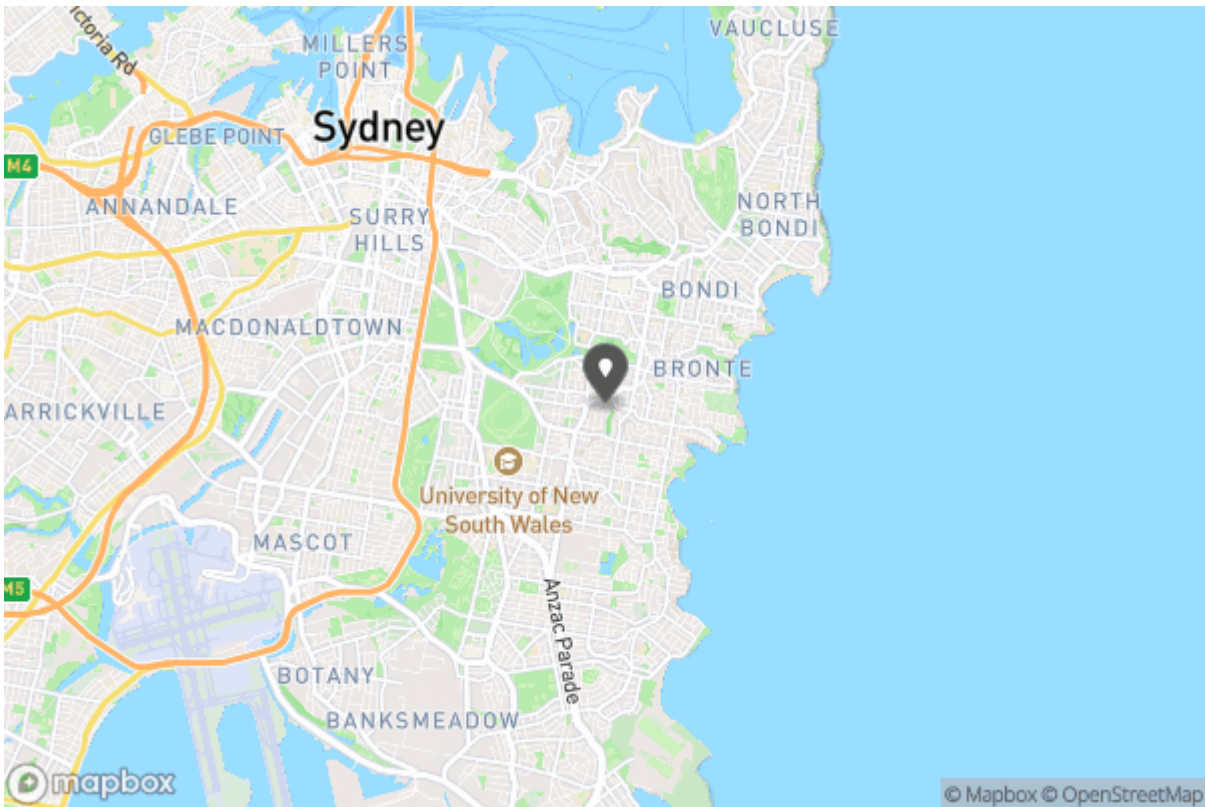 Victoria Rd
MILLERS
POINT
VAUCLUSE
GLEBE POINT
Sydney
M4
ANNANDALE
SURRY
HILLS
NORTH
BONDI
BONDI
MACDONALDTOWN
BRONTE
ARRICKVILLE
University of New
South Wales
MASCOT
M5
Anzac Parade
BOTANY
BANKSMEADOW
mapbox
© Mapbox © OpenStreetMap